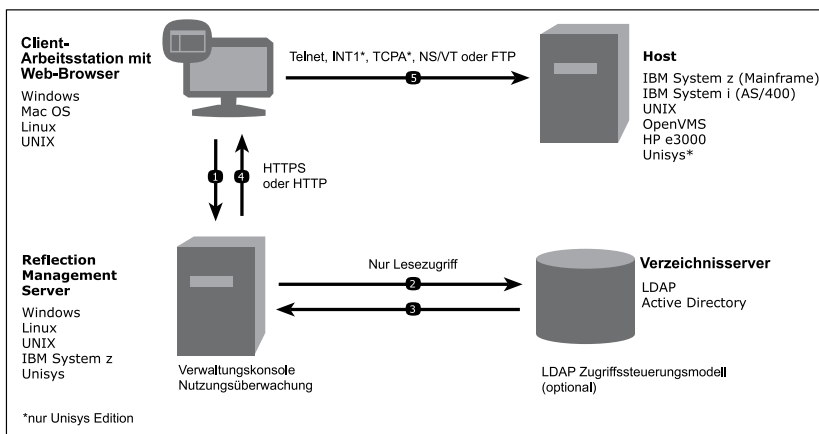 Client-
Arbeitsstation mit
Web-Browser
Windows
Mac OS
Linux
UNIX
Telnet, INT1*, TCPA*, NS/VT oder FTP
5
Host
IBM System z (Mainframe)
IBM System i (AS/400)
UNIX
OpenVMS
HP e3000
Unisys*
1
4
HTTPS
oder HTTP
Reflection
Management
Server
Windows
Linux
UNIX
IBM System z
Unisys
Verwaltungskonsole
Nutzungsüberwachung
Nur Lesezugriff
2
3
Verzeichnisserver
LDAP
Active Directory
LDAP Zugriffssteuerungsmodell
(optional)
*nur Unisys Edition